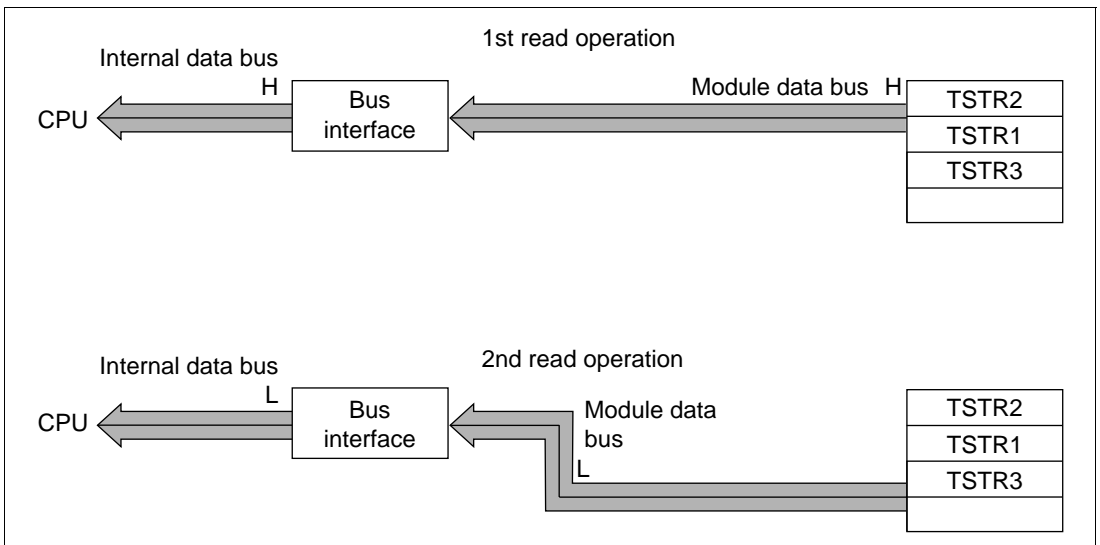 1st read operation
Internal data bus
H
CPU
Bus
interface
Module data bus H
TSTR2
TSTR1
TSTR3
2nd read operation
Internal data bus
L
CPU
Bus
interface
Module data
bus
L
TSTR2
TSTR1
TSTR3